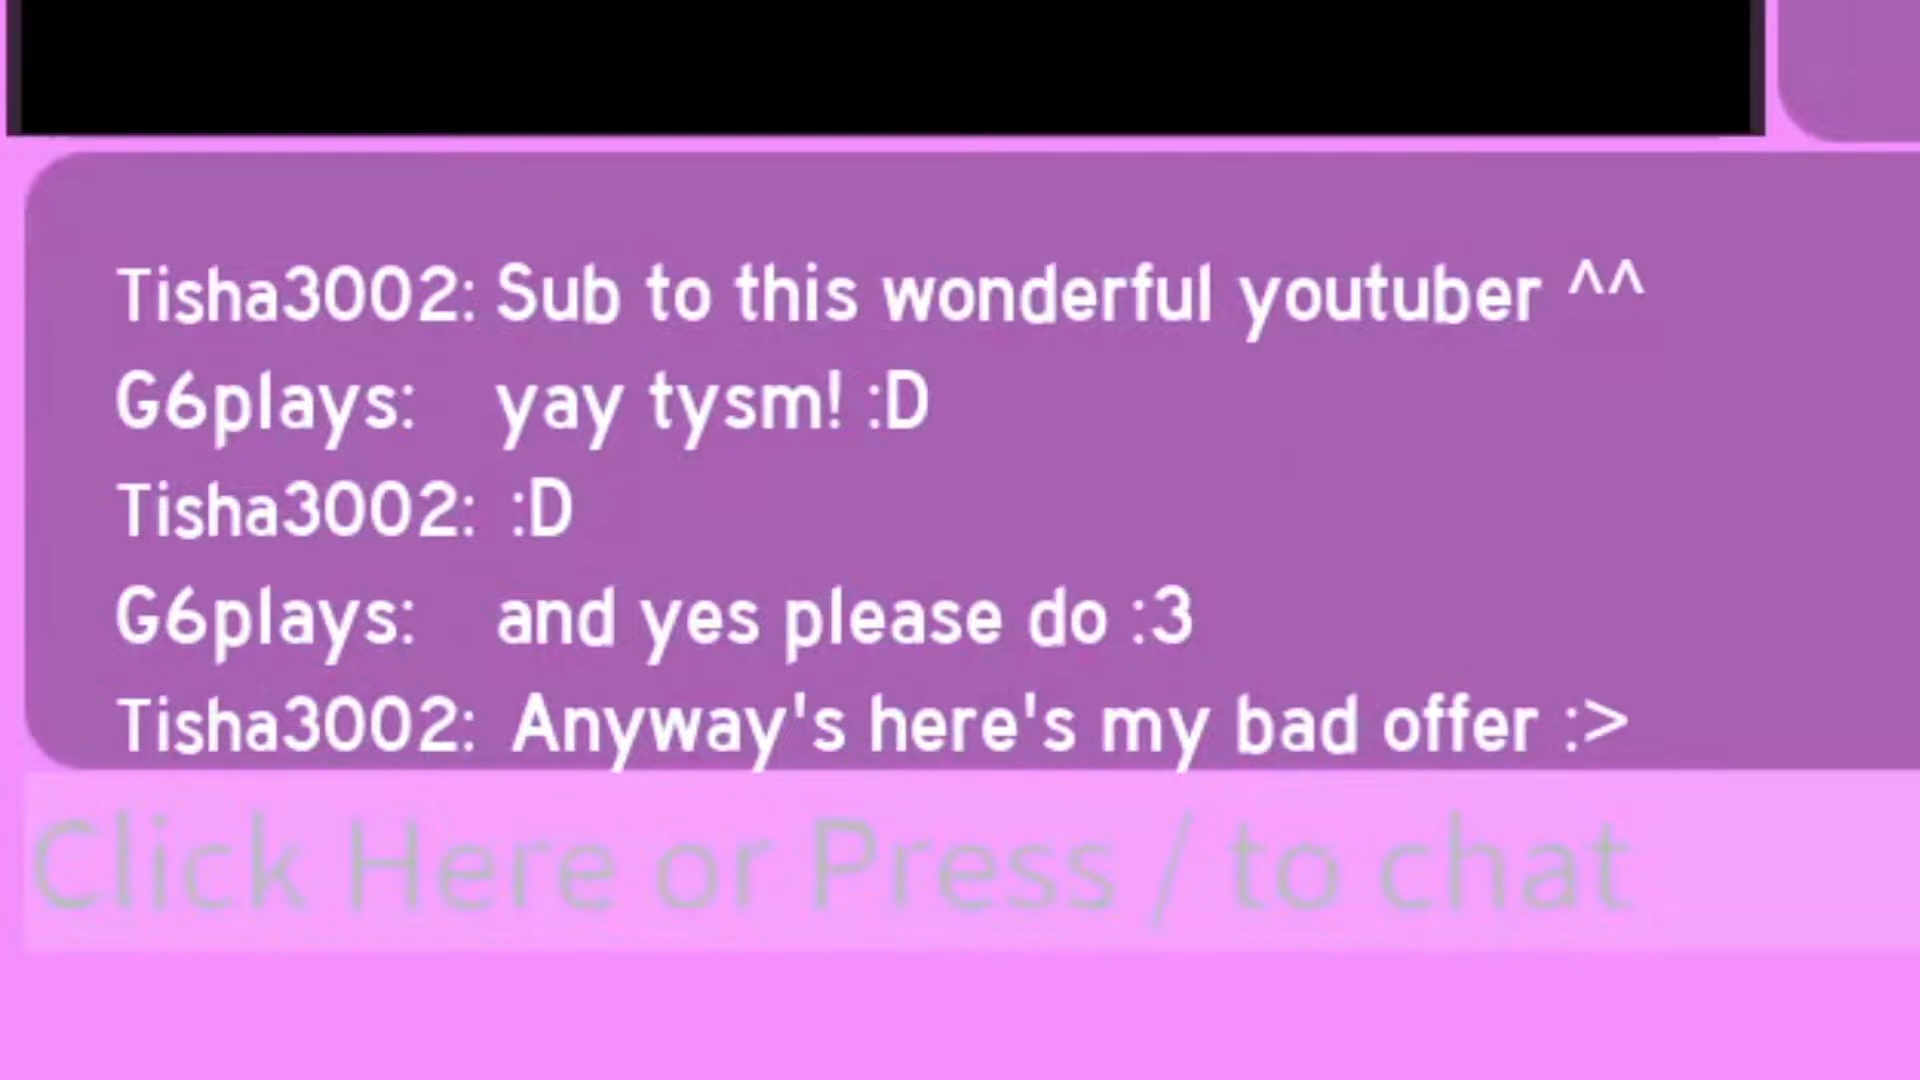 Tisha3002: Sub to this wonderful youtuber ^^
G6plays: yay tysm! :D
Tisha3002: :D
G6plays: and yes please do :3
Tisha3002: Anyway's here's my bad offer :>
Click Here or Press / to chat